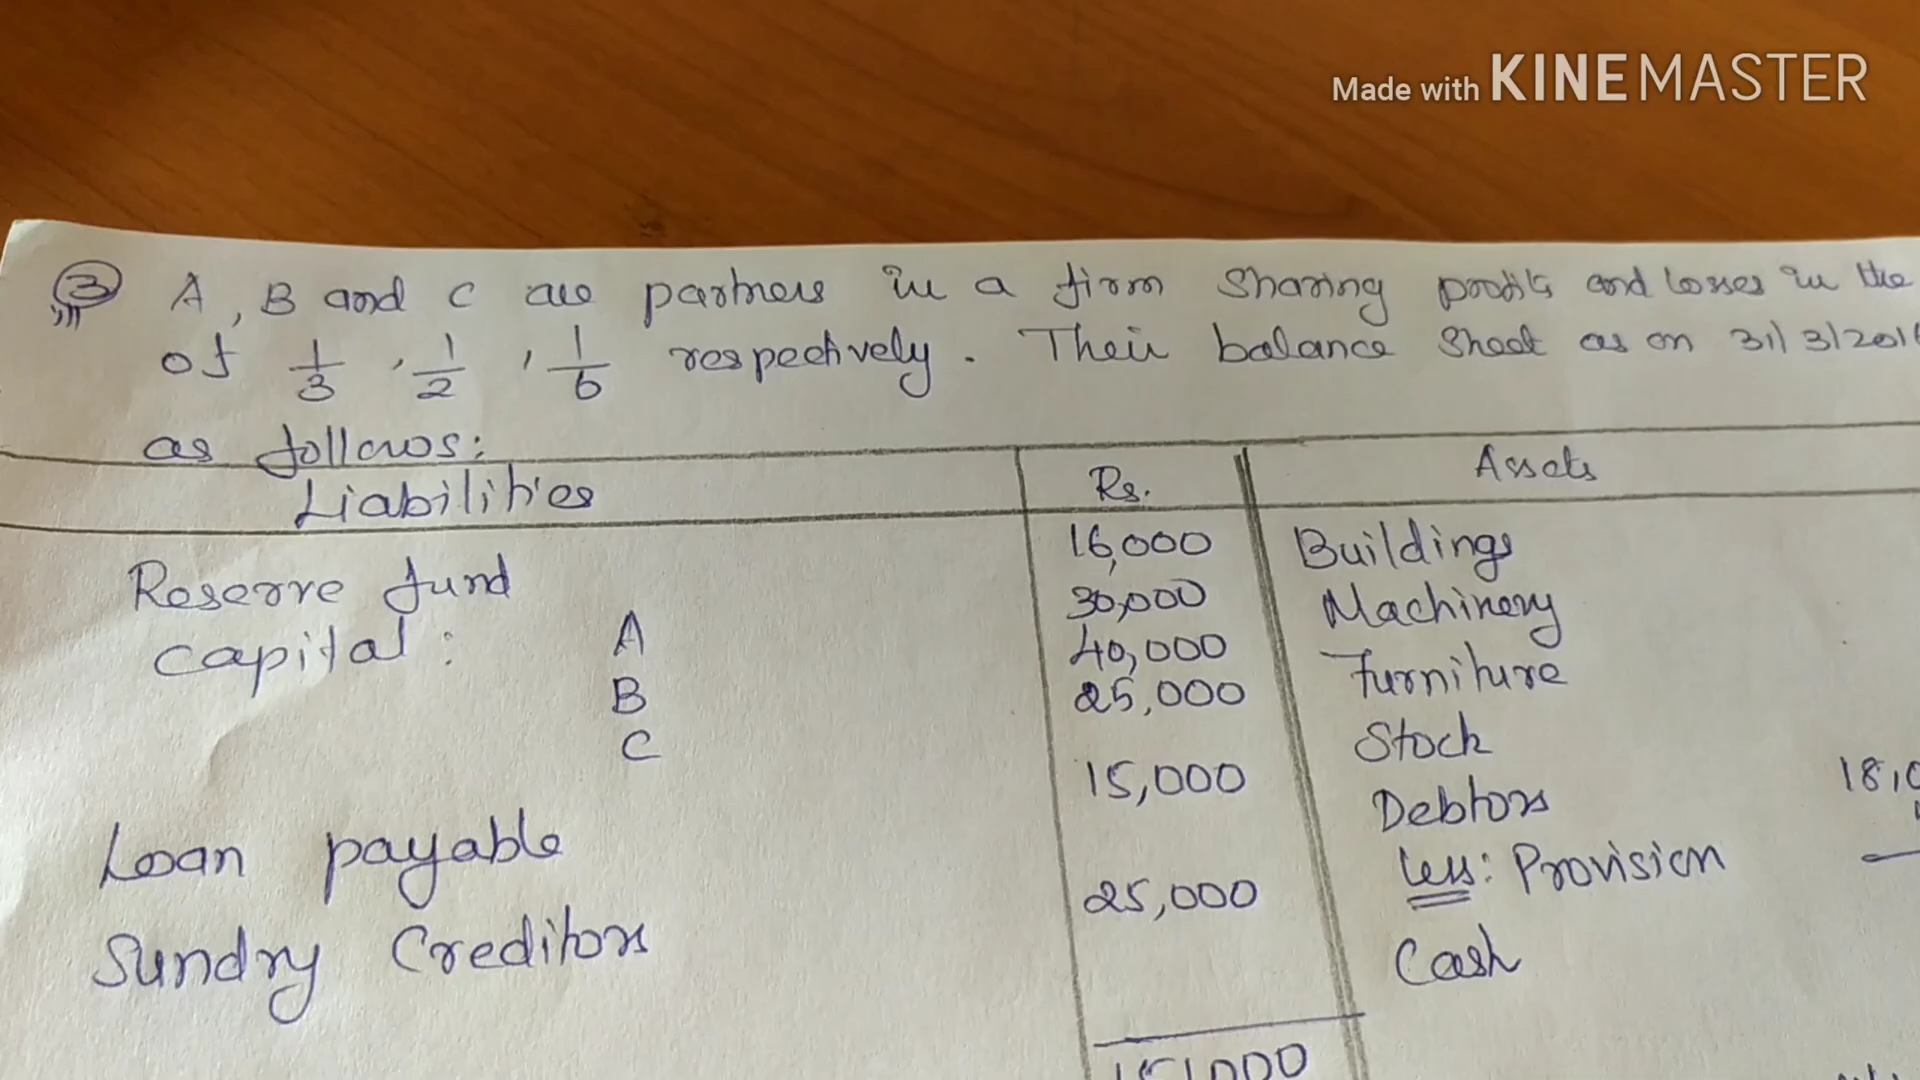 Made with KINEMASTER
3 A, B and C are partners in a firm sharing profits and losses in the
of 1/3, 1/2, 1/6 respectively. Their balance sheet as on 31/3/201
as follows:
Liabilities Rs. Assets
Reserve fund 16,000 Buildings
Capital: A 30,000 Machinery
B 40,000 Furniture
C 25,000 Stock
Loan payable 15,000 Debtors 18,0
Less: Provision
Sundry Creditors 25,000 Cash